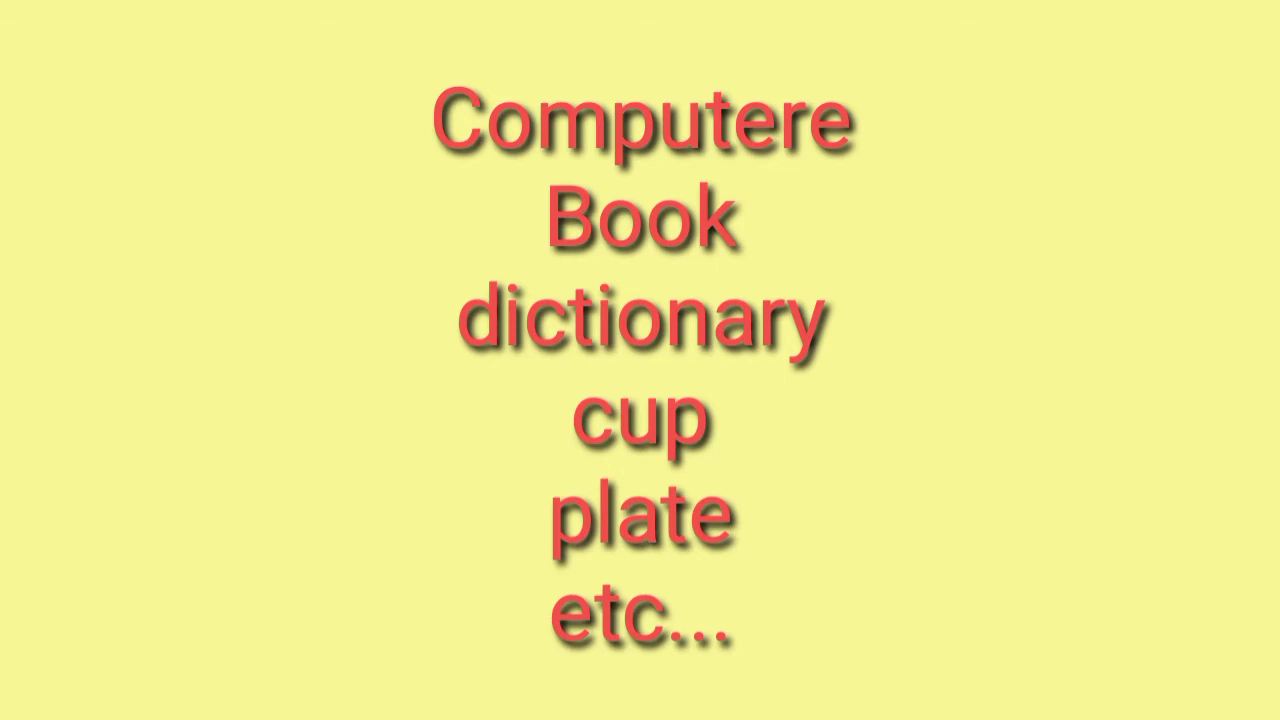 Computere
Book
dictionary
cup
plate
etc...